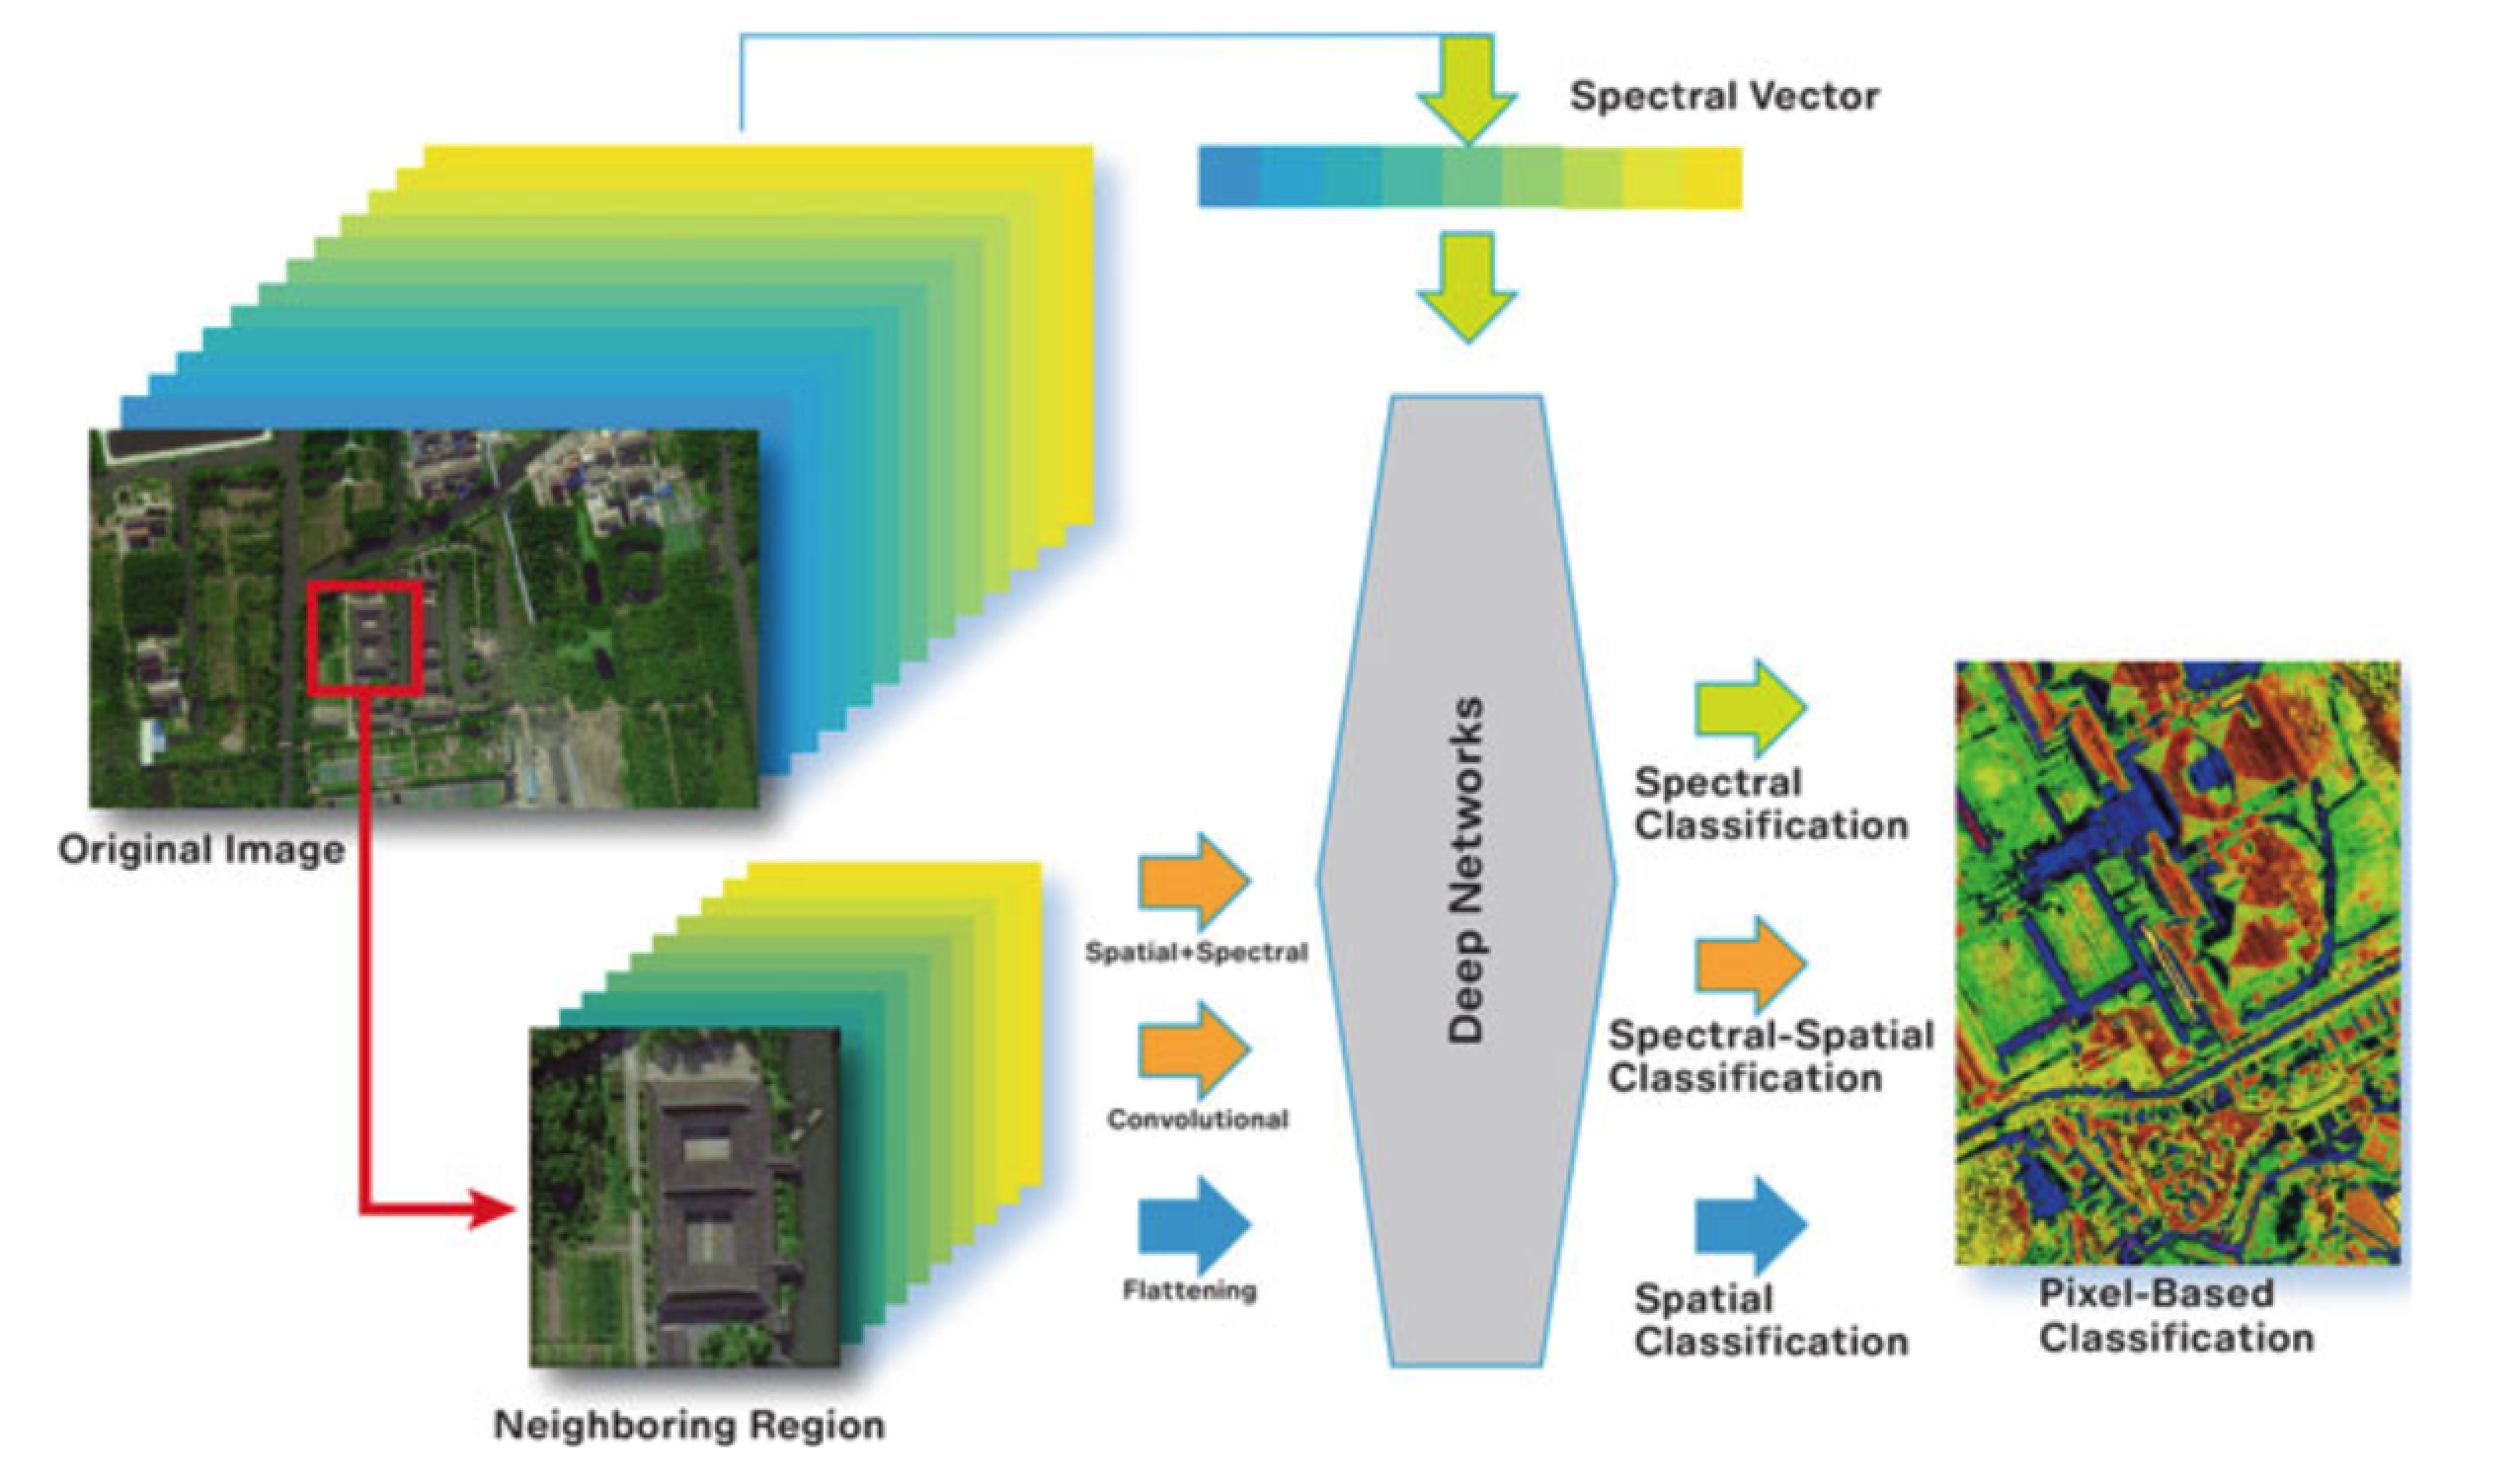 Spectral Vector
Original Image
Spatial+Spectral
Convolutional
Flattening
Neighboring Region
Deep Networks
Spectral
Classification
Spectral-Spatial
Classification
Spatial
Classification
Pixel-Based
Classification